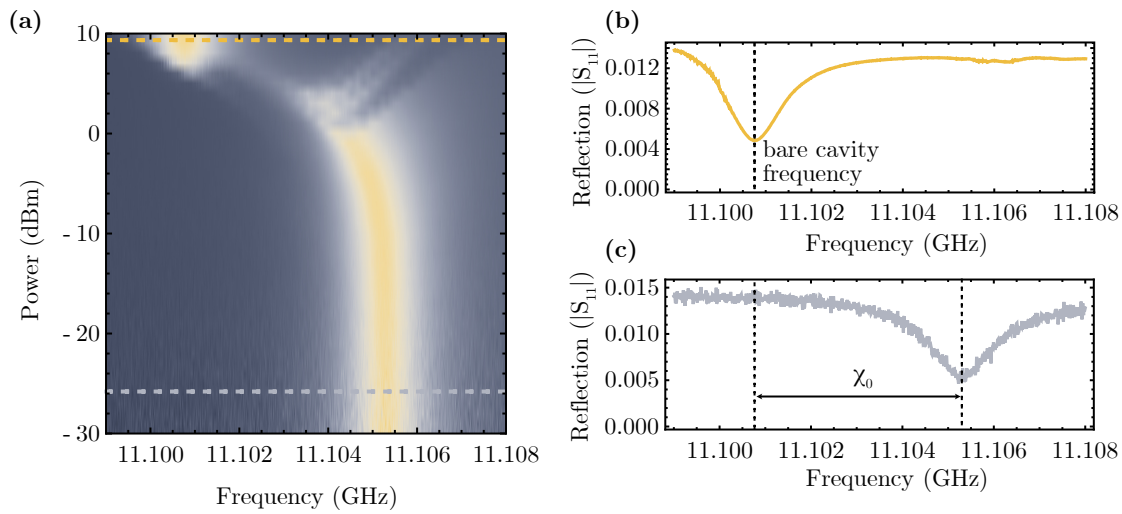 (a)
10
0
- 10
- 20
- 30
Power (dBm)
11.100 11.102 11.104 11.106 11.108
Frequency (GHz)
(b)
0.012
0.008
0.004
0.000
Reflection (|S₁₁|)
bare cavity
frequency
11.100 11.102 11.104 11.106 11.108
Frequency (GHz)
(c)
0.015
0.010
0.005
0.000
Reflection (|S₁₁|)
χ₀
11.100 11.102 11.104 11.106 11.108
Frequency (GHz)